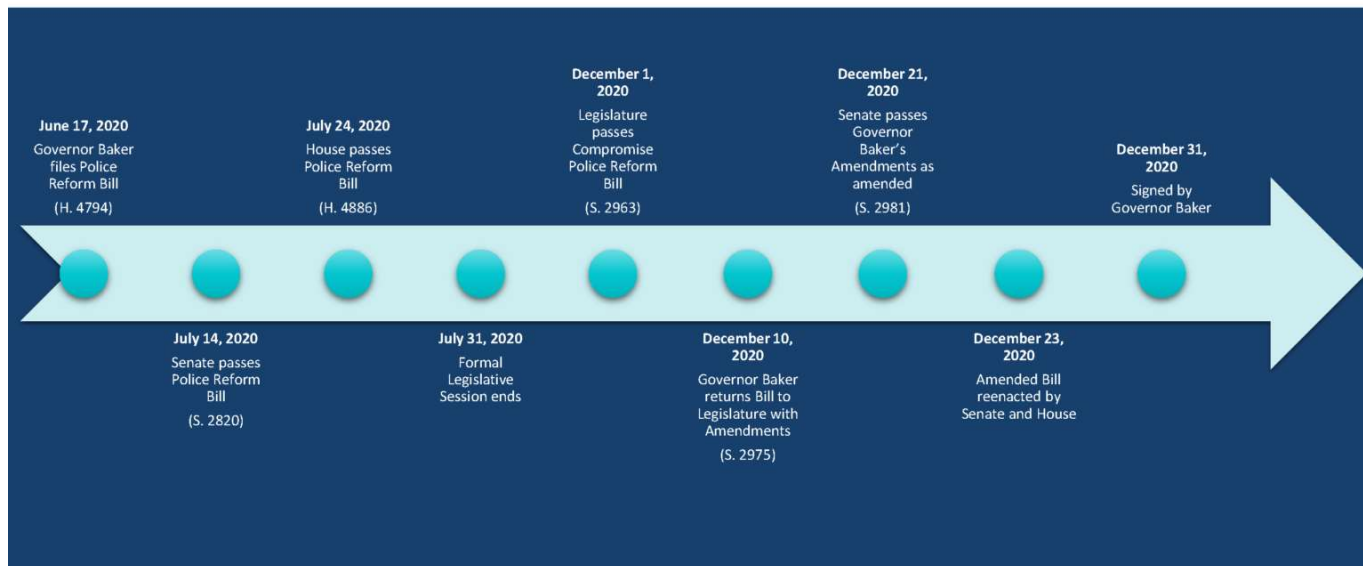 June 17, 2020
Governor Baker
files Police
Reform Bill
(H. 4794)
July 14, 2020
Senate passes
Police Reform
Bill
(S. 2820)
July 24, 2020
House passes
Police Reform
Bill
(H. 4886)
July 31, 2020
Formal
Legislative
Session ends
December 1,
2020
Legislature
passes
Compromise
Police Reform
Bill
(S. 2963)
December 10,
2020
Governor Baker
returns Bill to
Legislature with
Amendments
(S. 2975)
December 21,
2020
Senate passes
Governor
Baker’s
Amendments as
amended
(S. 2981)
December 23,
2020
Amended Bill
reenacted by
Senate and House
December 31,
2020
Signed by
Governor Baker